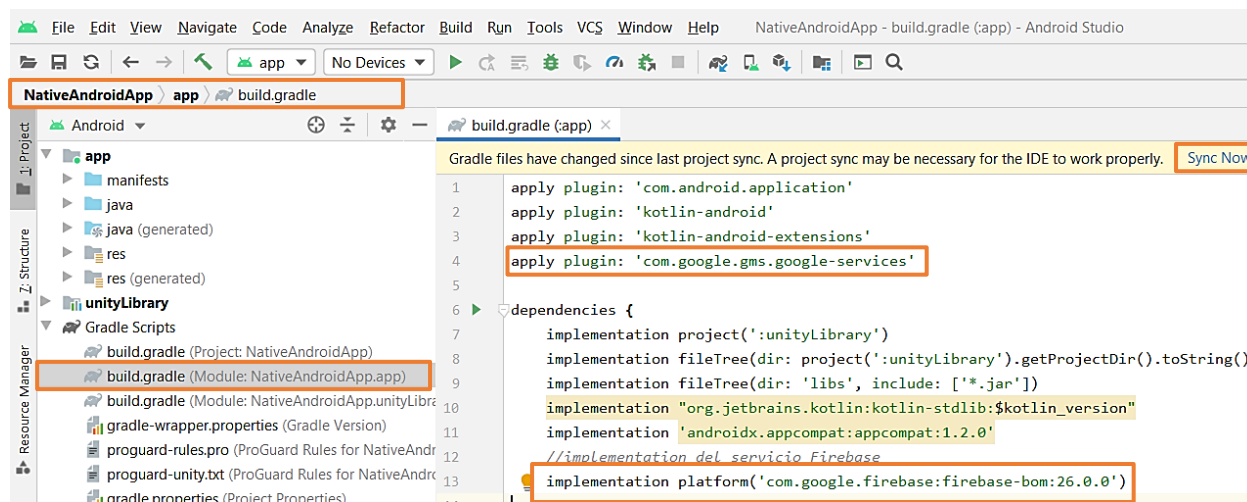 File Edit View Navigate Code Analyze Refactor Build Run Tools VCS Window Help NativeAndroidApp - build.gradle (:app) - Android Studio
app No Devices
NativeAndroidApp app build.gradle
1: Project
Z: Structure
Resource Manager
Android
app
manifests
java
java (generated)
res
res (generated)
unityLibrary
Gradle Scripts
build.gradle (Project: NativeAndroidApp)
build.gradle (Module: NativeAndroidApp.app)
build.gradle (Module: NativeAndroidApp.unityLibra
gradle-wrapper.properties (Gradle Version)
proguard-rules.pro (ProGuard Rules for NativeAndr
proguard-unity.txt (ProGuard Rules for NativeAndro
gradle.properties (Project Properties)
build.gradle (:app)
Gradle files have changed since last project sync. A project sync may be necessary for the IDE to work properly. Sync Now
1 apply plugin: 'com.android.application'
2 apply plugin: 'kotlin-android'
3 apply plugin: 'kotlin-android-extensions'
4 apply plugin: 'com.google.gms.google-services'
5
6 dependencies {
7 implementation project(':unityLibrary')
8 implementation fileTree(dir: project(':unityLibrary').getProjectDir().toString()
9 implementation fileTree(dir: 'libs', include: ['*.jar'])
10 implementation "org.jetbrains.kotlin:kotlin-stdlib:$kotlin_version"
11 implementation 'androidx.appcompat:appcompat:1.2.0'
12 //implementation del servicio Firebase
13 implementation platform('com.google.firebase:firebase-bom:26.0.0')